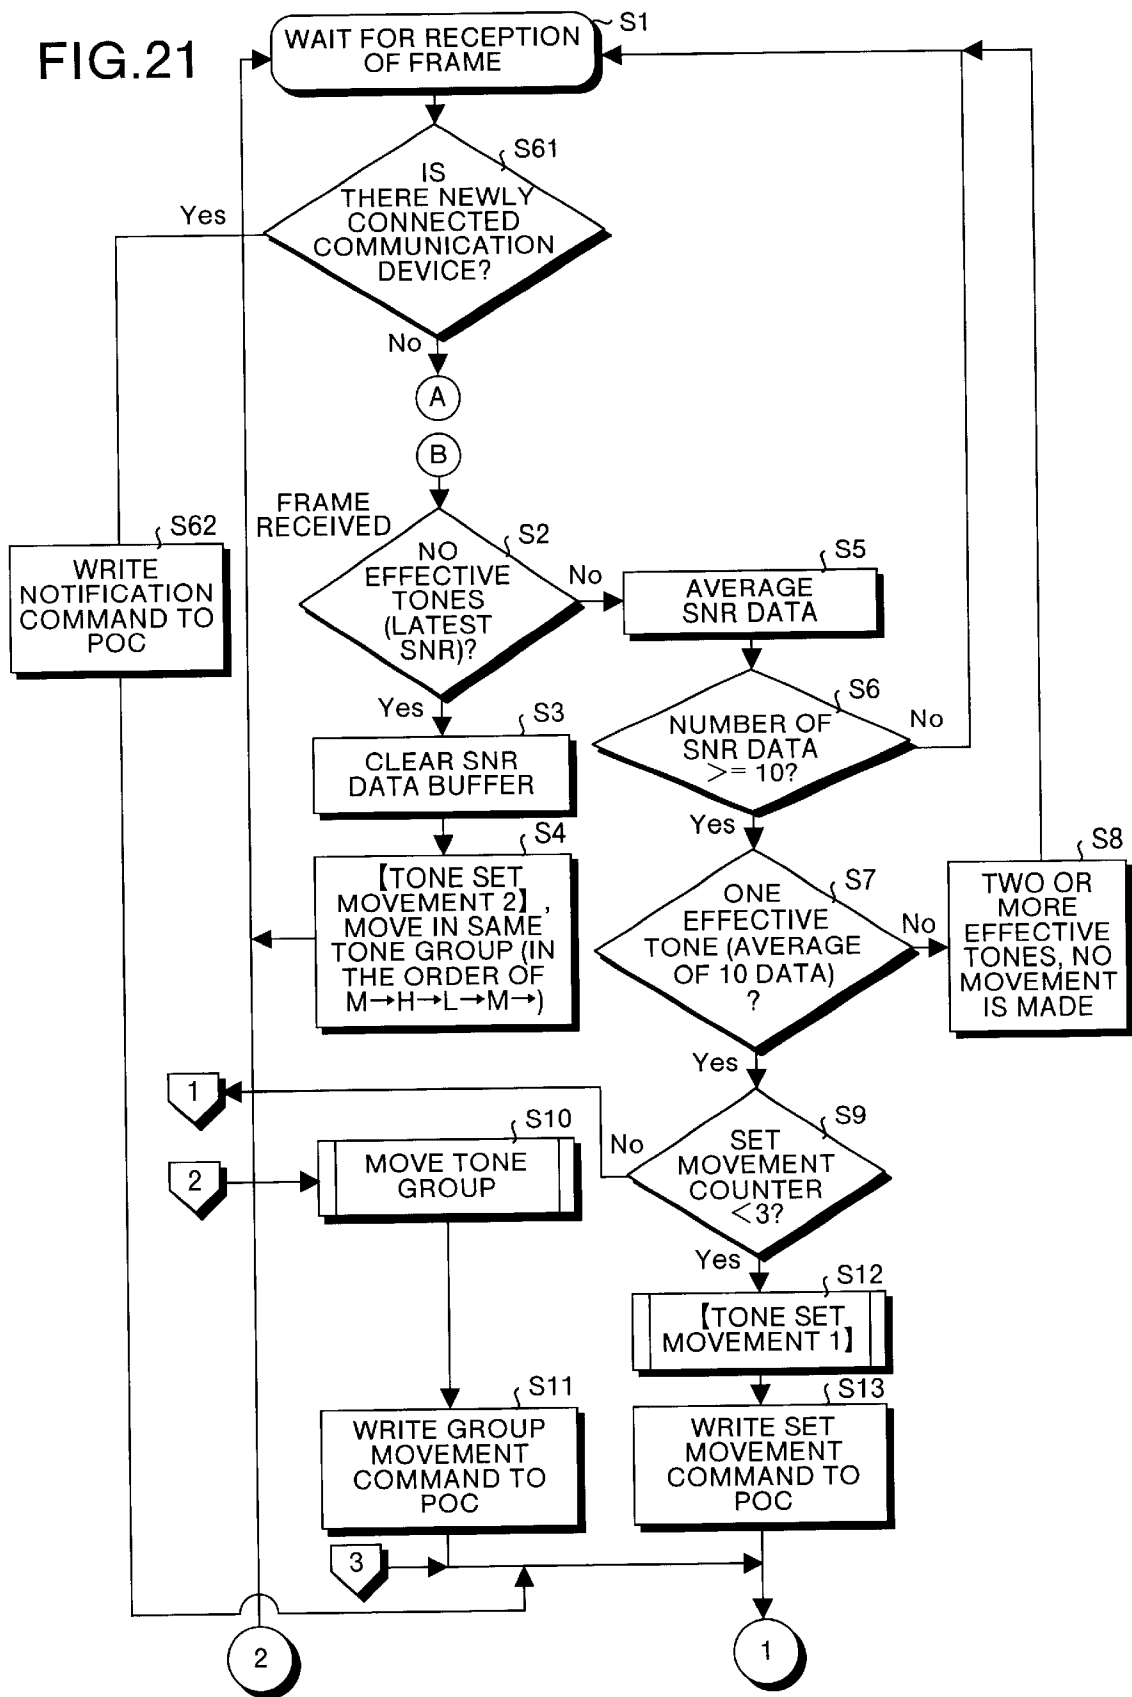 FIG.21
WAIT FOR RECEPTION
OF FRAME
S1
S61
IS
THERE NEWLY
CONNECTED
COMMUNICATION
DEVICE?
Yes
No
A
B
FRAME
RECEIVED
S62
WRITE
NOTIFICATION
COMMAND TO
POC
S2
NO
EFFECTIVE
TONES
(LATEST
SNR)?
No
Yes
S5
AVERAGE
SNR DATA
S3
CLEAR SNR
DATA BUFFER
S6
NUMBER OF
SNR DATA
>= 10?
No
Yes
S4
【TONE SET
MOVEMENT 2】,
MOVE IN SAME
TONE GROUP (IN
THE ORDER OF
M→H→L→M→)
S7
ONE
EFFECTIVE
TONE (AVERAGE
OF 10 DATA)
?
No
Yes
S8
TWO OR
MORE
EFFECTIVE
TONES, NO
MOVEMENT
IS MADE
1
S9
SET
MOVEMENT
COUNTER
<3?
No
Yes
2
S10
MOVE TONE
GROUP
S12
【TONE SET
MOVEMENT 1】
S11
WRITE GROUP
MOVEMENT
COMMAND TO
POC
S13
WRITE SET
MOVEMENT
COMMAND TO
POC
3
2
1